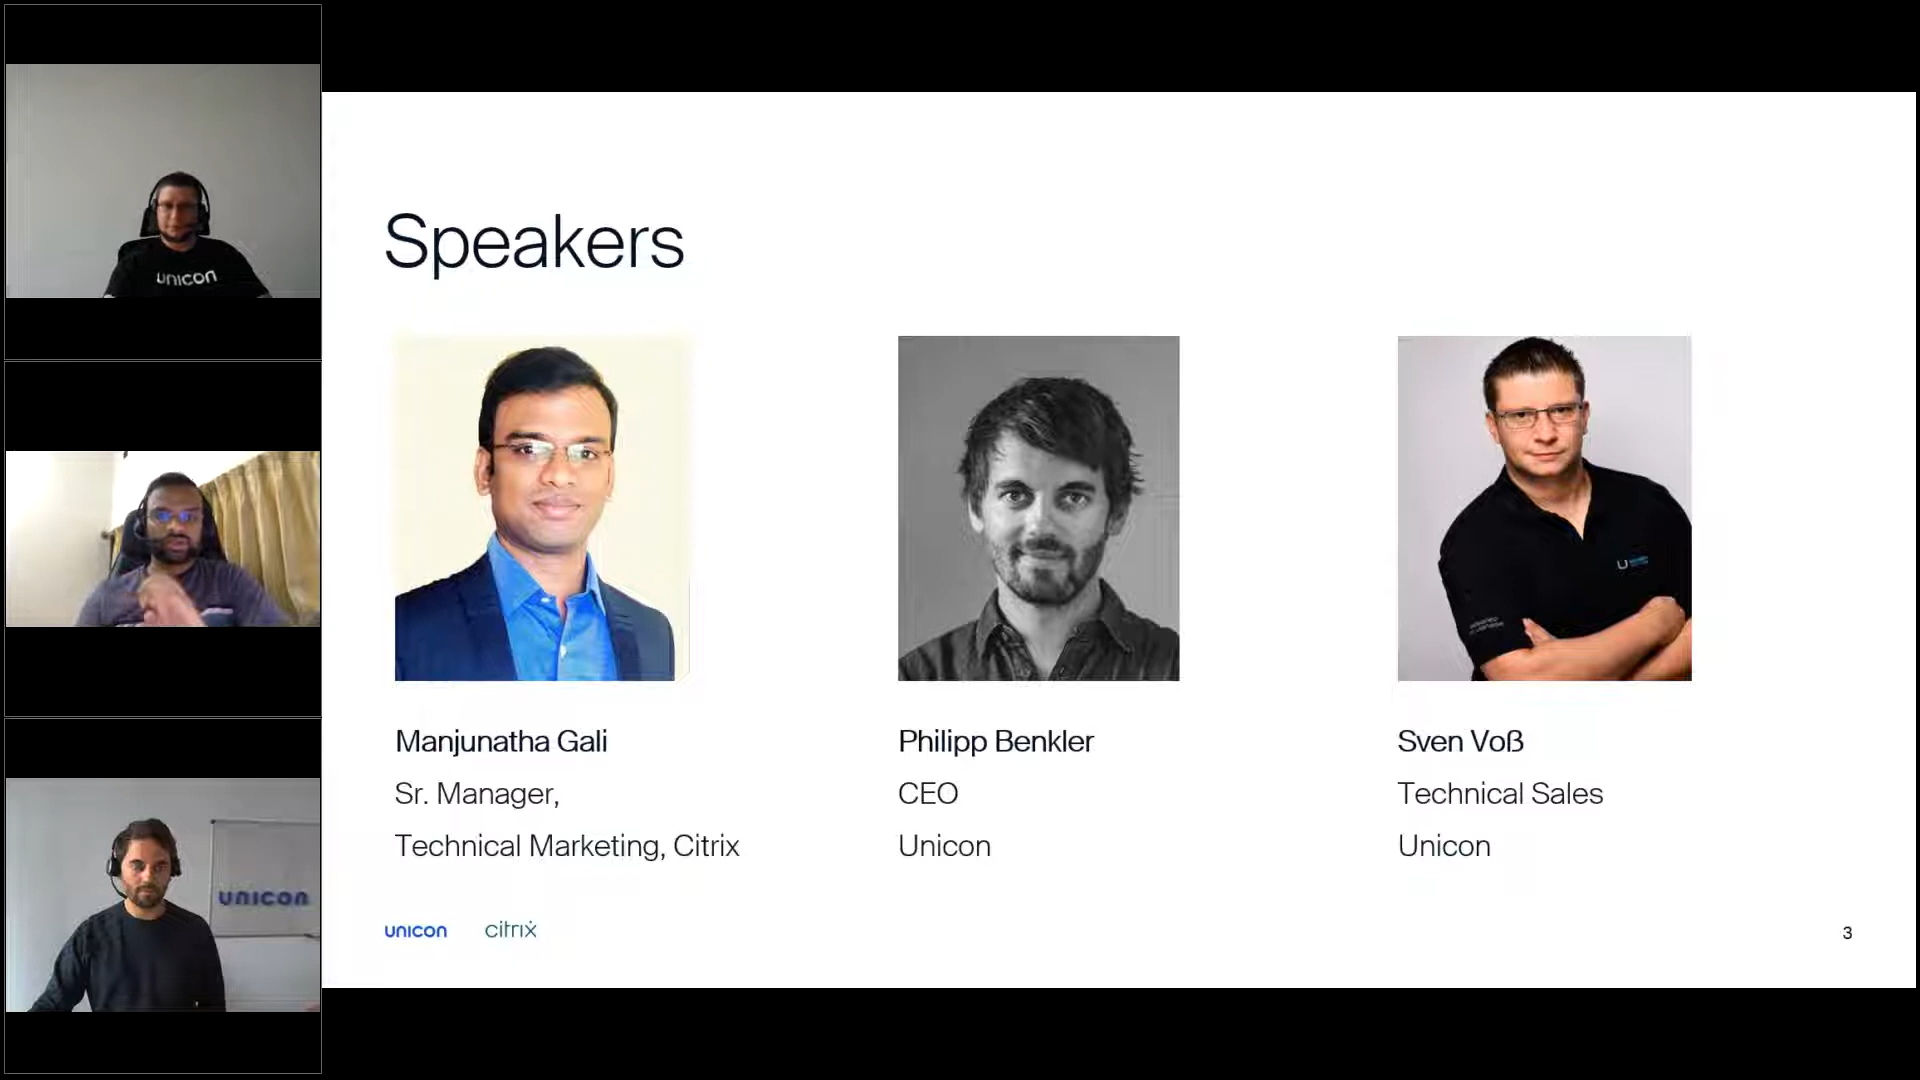 unicon
unicon
Speakers
Manjunatha Gali
Sr. Manager,
Technical Marketing, Citrix
Philipp Benkler
CEO
Unicon
Sven Voß
Technical Sales
Unicon
unicon
citrix
3